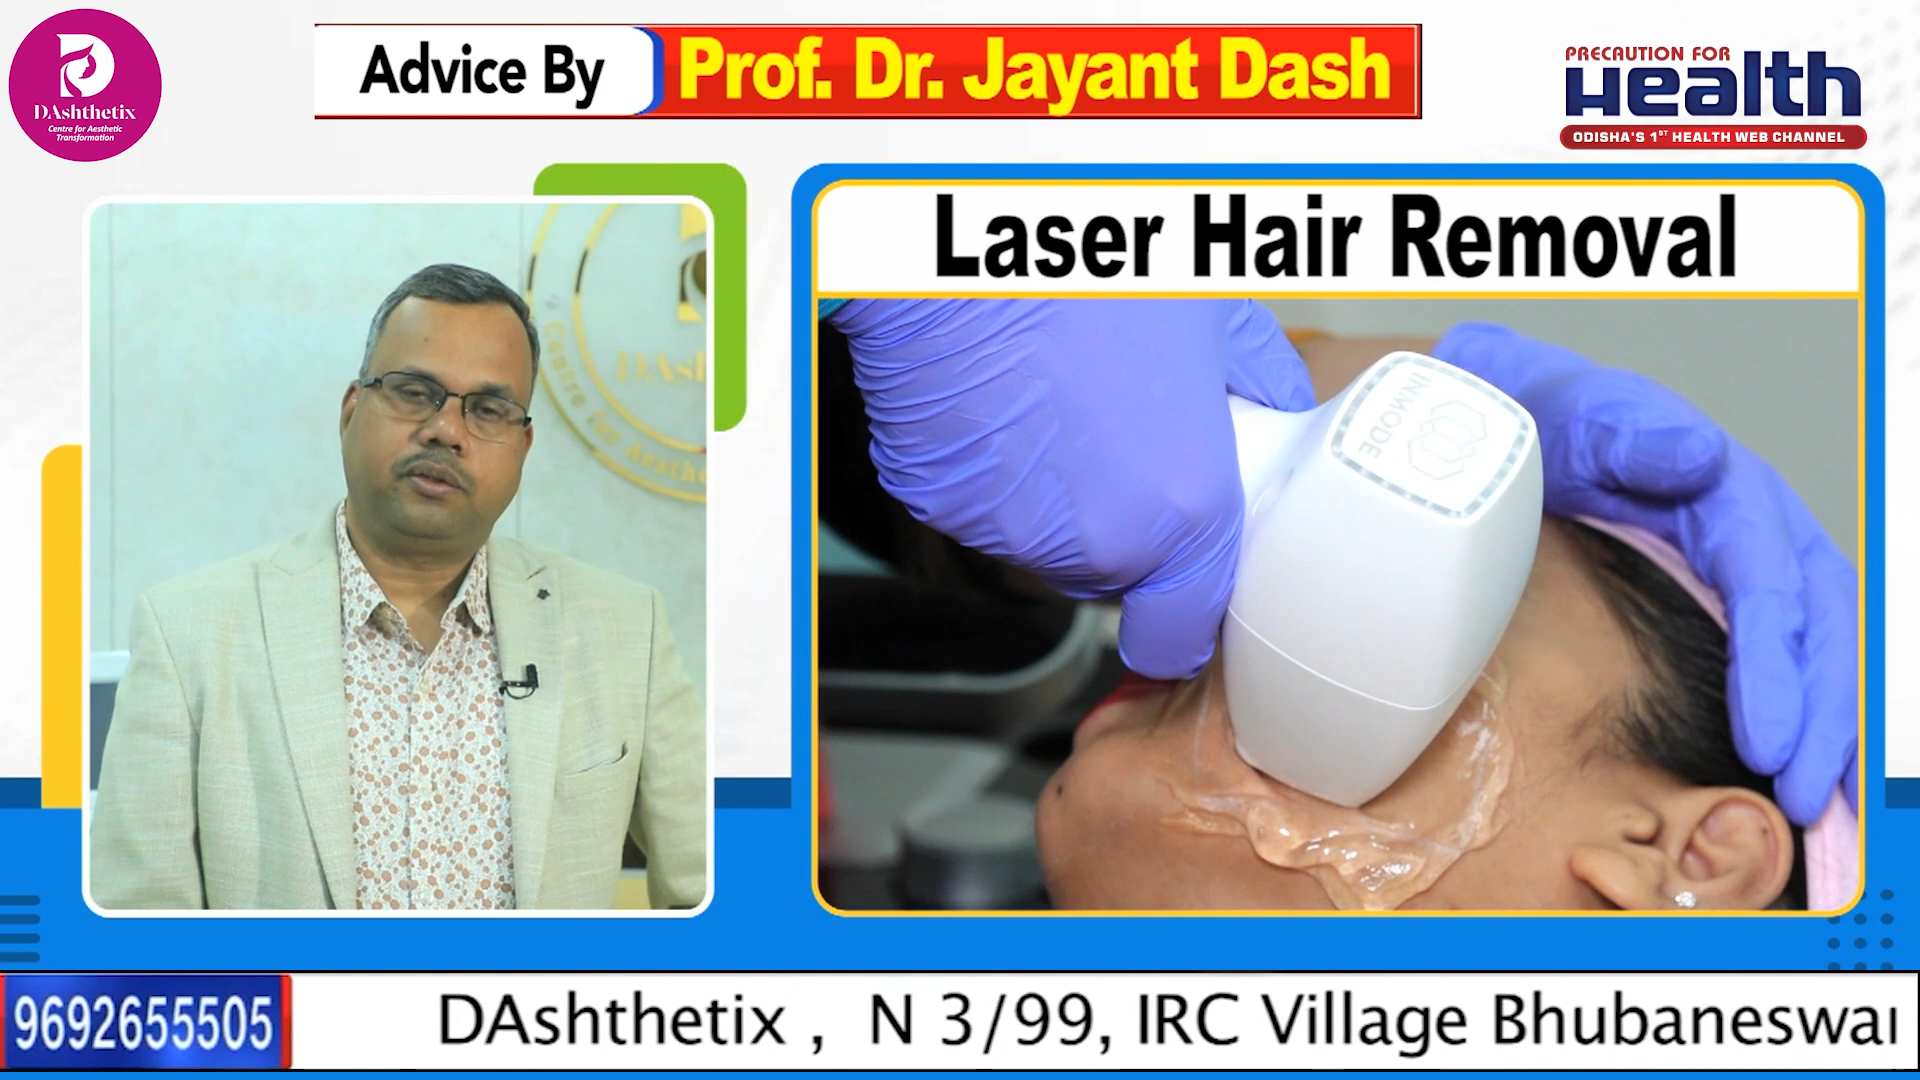 DAshthetix
Centre for Aesthetic
Transformation
Advice By
Prof. Dr. Jayant Dash
PRECAUTION FOR
Health
ODISHA'S 1ST HEALTH WEB CHANNEL
Laser Hair Removal
INMODE
9692655505
DAshthetix , N 3/99, IRC Village Bhubaneswar